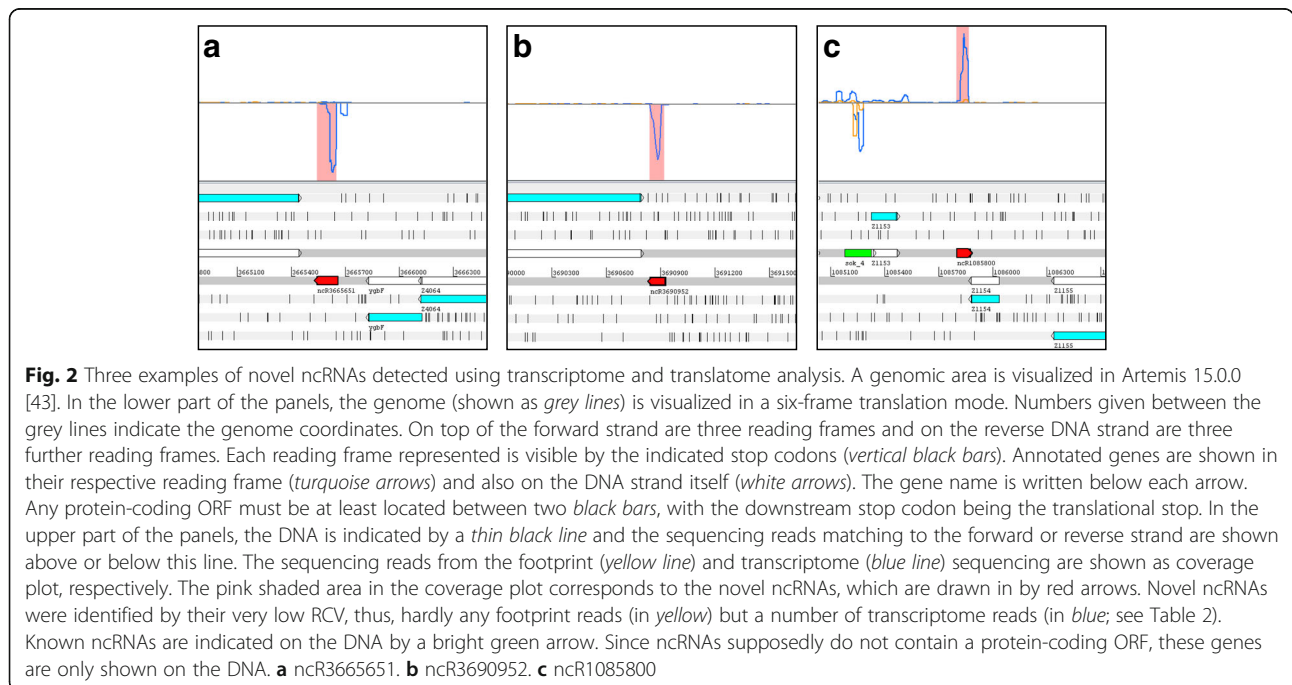 a
b
c
Z1153
sok_4
Z1153
ncR1085800
800
3665100
3665400
3665700
3666000
3666300
90000
3690300
3690600
3690900
3691200
3691500
1085100
1085400
1085700
1086000
1086300
ncR3665651
ygbF
Z4064
ncR3690952
Z1154
Z1155
Z4064
Z1154
ygbF
Z1155
Fig. 2 Three examples of novel ncRNAs detected using transcriptome and translatome analysis. A genomic area is visualized in Artemis 15.0.0
[43]. In the lower part of the panels, the genome (shown as grey lines) is visualized in a six-frame translation mode. Numbers given between the
grey lines indicate the genome coordinates. On top of the forward strand are three reading frames and on the reverse DNA strand are three
further reading frames. Each reading frame represented is visible by the indicated stop codons (vertical black bars). Annotated genes are shown in
their respective reading frame (turquoise arrows) and also on the DNA strand itself (white arrows). The gene name is written below each arrow.
Any protein-coding ORF must be at least located between two black bars, with the downstream stop codon being the translational stop. In the
upper part of the panels, the DNA is indicated by a thin black line and the sequencing reads matching to the forward or reverse strand are shown
above or below this line. The sequencing reads from the footprint (yellow line) and transcriptome (blue line) sequencing are shown as coverage
plot, respectively. The pink shaded area in the coverage plot corresponds to the novel ncRNAs, which are drawn in by red arrows. Novel ncRNAs
were identified by their very low RCV, thus, hardly any footprint reads (in yellow) but a number of transcriptome reads (in blue; see Table 2).
Known ncRNAs are indicated on the DNA by a bright green arrow. Since ncRNAs supposedly do not contain a protein-coding ORF, these genes
are only shown on the DNA. a ncR3665651. b ncR3690952. c ncR1085800